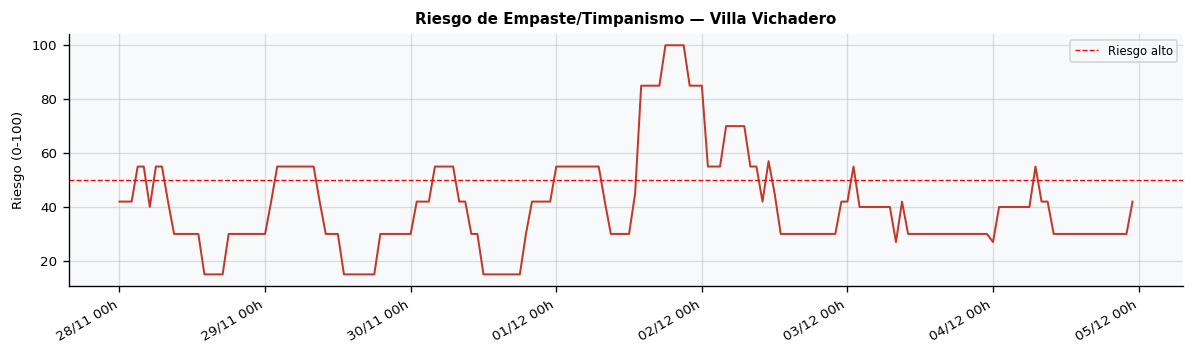 Riesgo de Empaste/Timpanismo — Villa Vichadero
Riesgo alto
Riesgo (0-100)
100
80
60
40
20
28/11 00h
29/11 00h
30/11 00h
01/12 00h
02/12 00h
03/12 00h
04/12 00h
05/12 00h